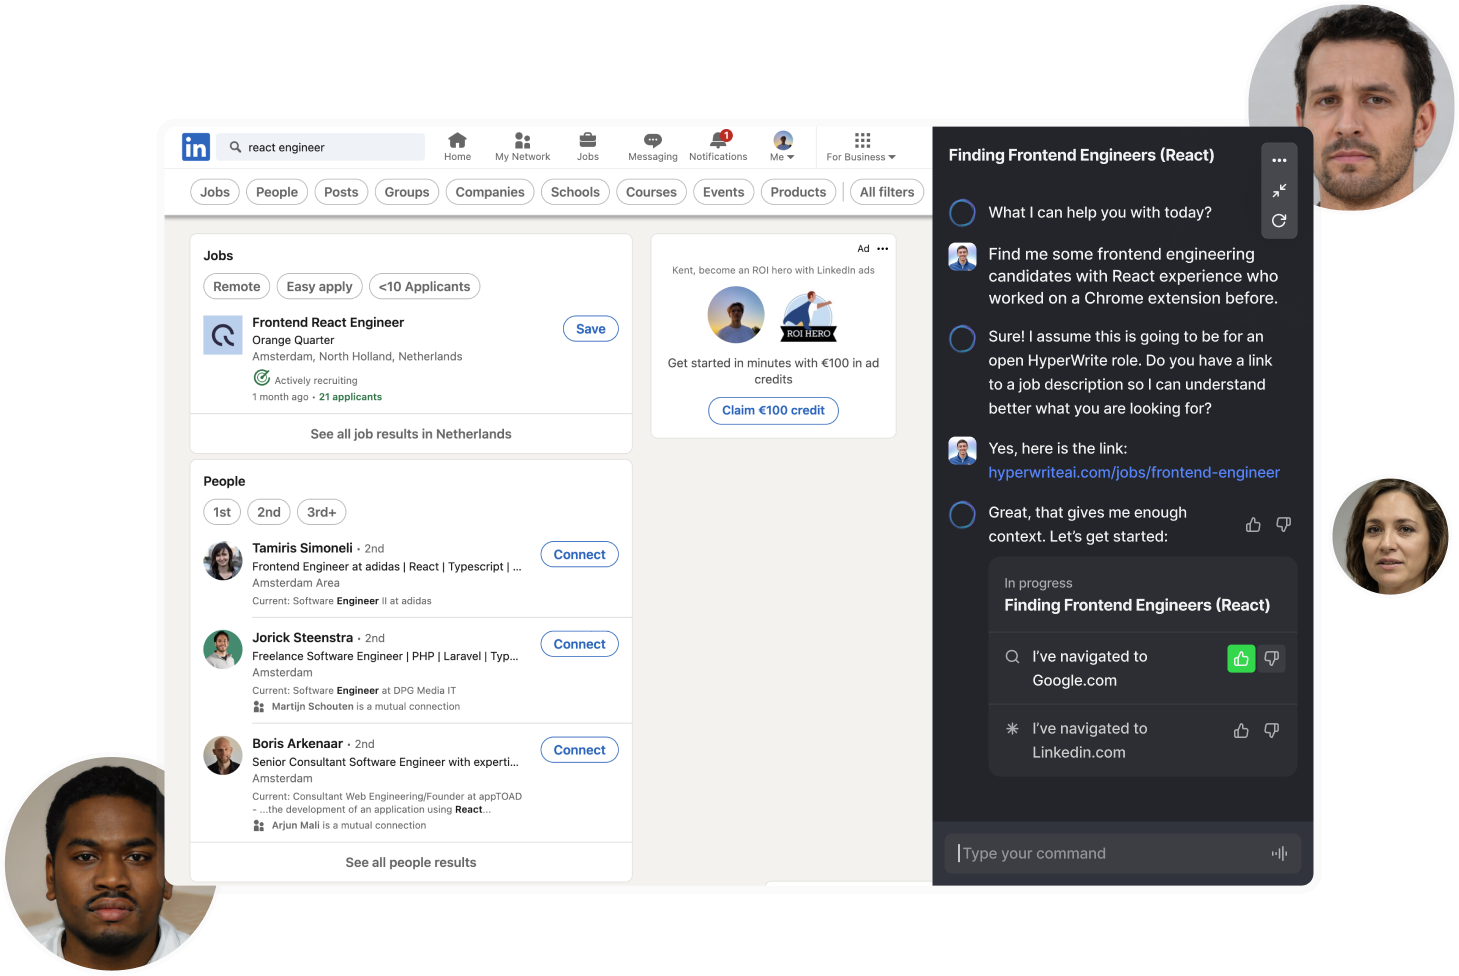 in
react engineer
Home
My Network
Jobs
Messaging
1
Notifications
Me
For Business
Jobs
People
Posts
Groups
Companies
Schools
Courses
Events
Products
All filters
Jobs
Remote
Easy apply
<10 Applicants
Frontend React Engineer
Orange Quarter
Amsterdam, North Holland, Netherlands
Actively recruiting
1 month ago • 21 applicants
Save
See all job results in Netherlands
People
1st
2nd
3rd+
Tamiris Simoneli • 2nd
Frontend Engineer at adidas | React | Typescript | ...
Amsterdam Area
Current: Software Engineer II at adidas
Connect
Jorick Steenstra • 2nd
Freelance Software Engineer | PHP | Laravel | Typ...
Amsterdam
Current: Software Engineer at DPG Media IT
Martijn Schouten is a mutual connection
Connect
Boris Arkenaar • 2nd
Senior Consultant Software Engineer with experti...
Amsterdam
Current: Consultant Web Engineering/Founder at appTOAD
- ...the development of an application using React...
Arjun Mali is a mutual connection
Connect
See all people results
Ad
Kent, become an ROI hero with LinkedIn ads
ROI HERO
Get started in minutes with €100 in ad
credits
Claim €100 credit
Finding Frontend Engineers (React)
What I can help you with today?
Find me some frontend engineering
candidates with React experience who
worked on a Chrome extension before.
Sure! I assume this is going to be for an
open HyperWrite role. Do you have a link
to a job description so I can understand
better what you are looking for?
Yes, here is the link:
hyperwriteai.com/jobs/frontend-engineer
Great, that gives me enough
context. Let’s get started:
In progress
Finding Frontend Engineers (React)
I’ve navigated to
Google.com
I’ve navigated to
Linkedin.com
Type your command